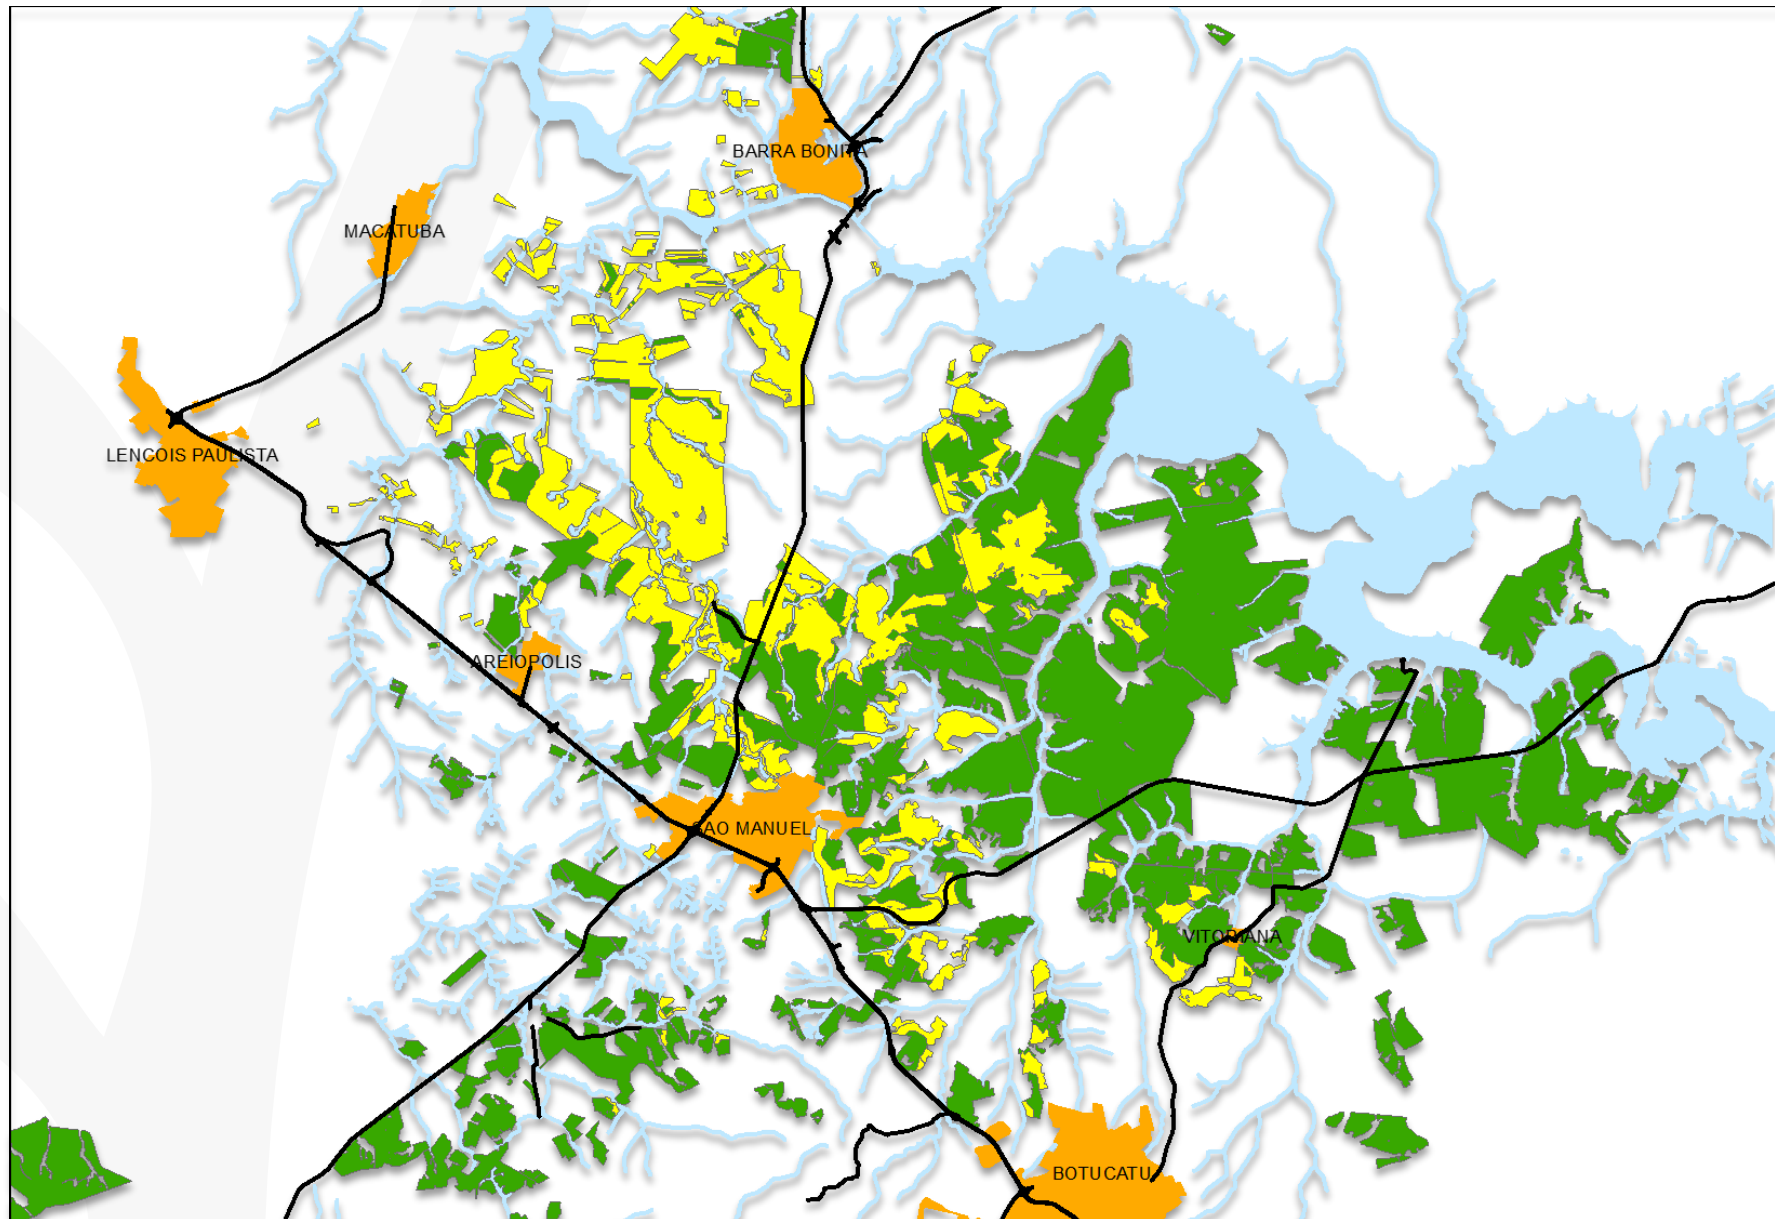 BARRA BONITA
MACATUBA
LENCOIS PAULISTA
AREIOPOLIS
SAO MANUEL
VITORIANA
BOTUCATU